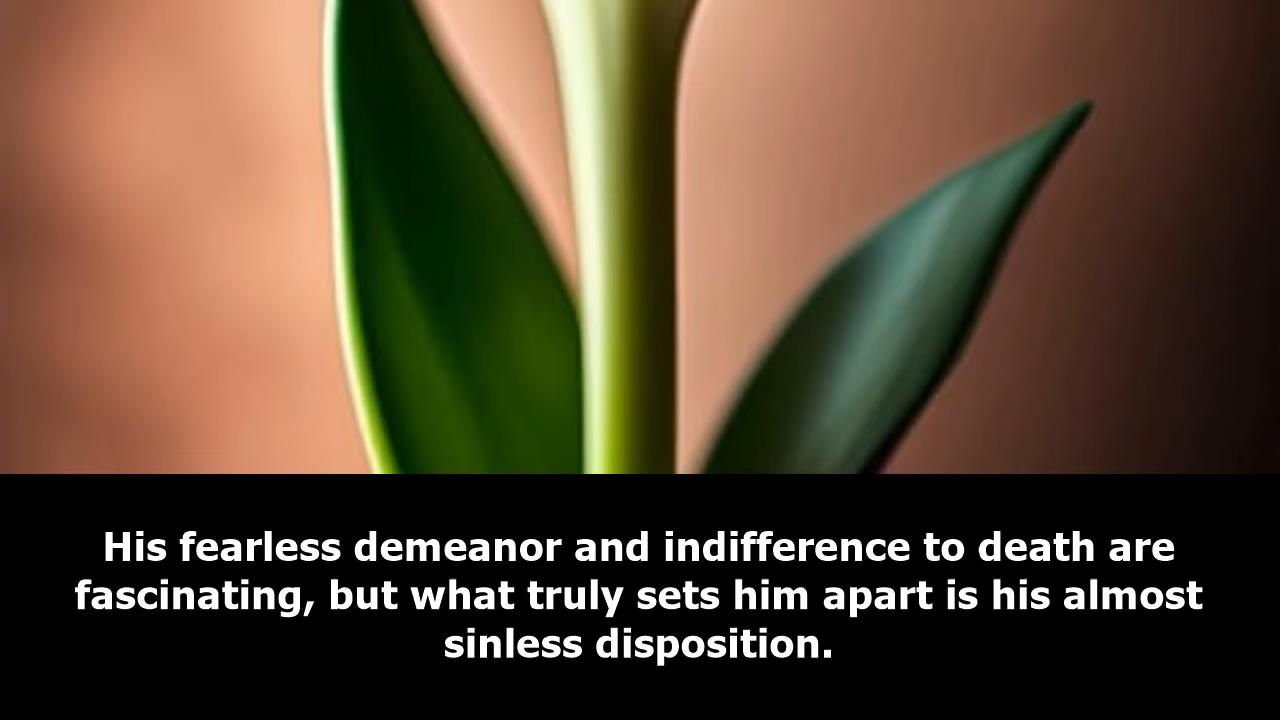 His fearless demeanor and indifference to death are
fascinating, but what truly sets him apart is his almost
sinless disposition.